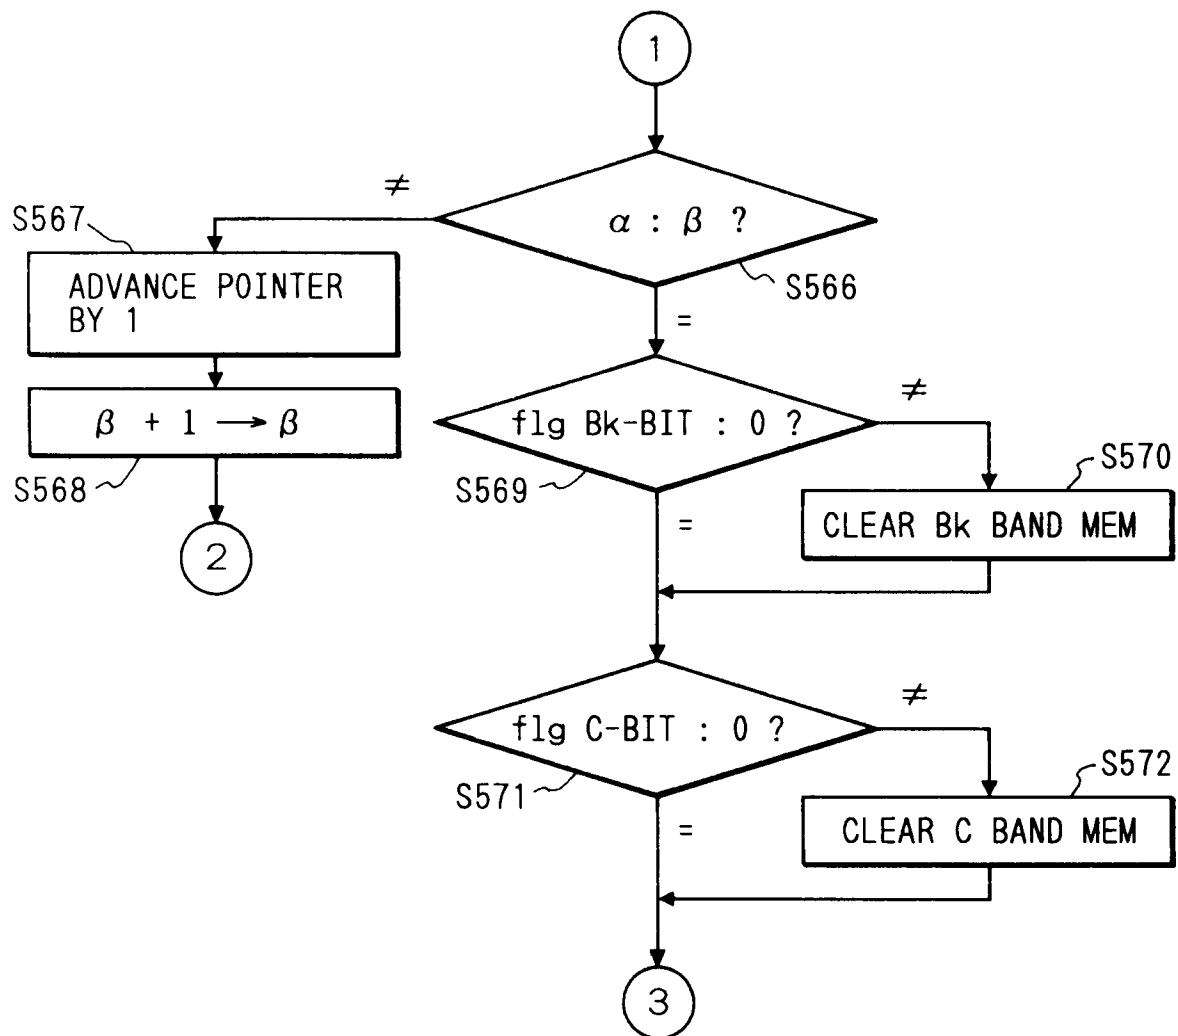 1
≠
α : β ?
S566
S567
ADVANCE POINTER
BY 1
=
β + 1 → β
S568
2
flg Bk-BIT : 0 ?
≠
S569
S570
CLEAR Bk BAND MEM
=
flg C-BIT : 0 ?
≠
S571
S572
CLEAR C BAND MEM
=
3